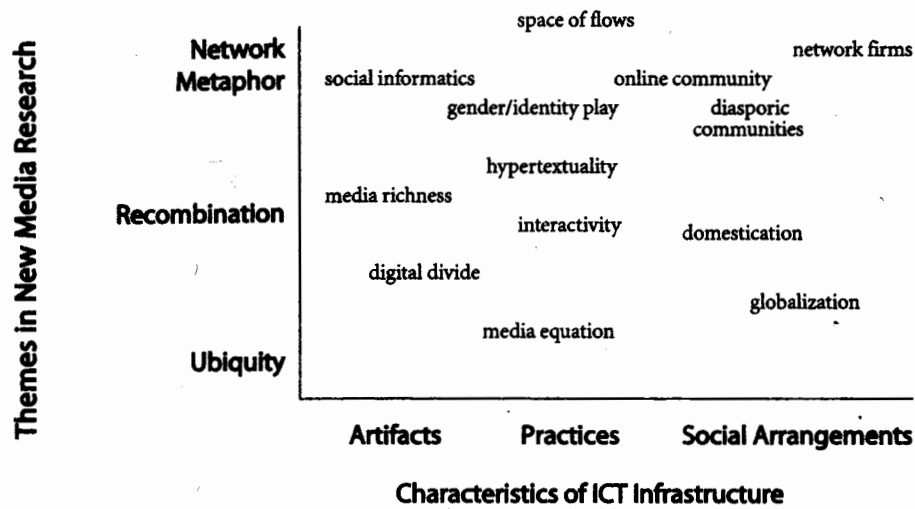 Themes in New Media Research
space of flows
Network
Metaphor
network firms
social informatics
online community
gender/identity play
diasporic
communities
hypertextuality
media richness
Recombination
interactivity
domestication
digital divide
globalization
media equation
Ubiquity
Artifacts
Practices
Social Arrangements
Characteristics of ICT Infrastructure